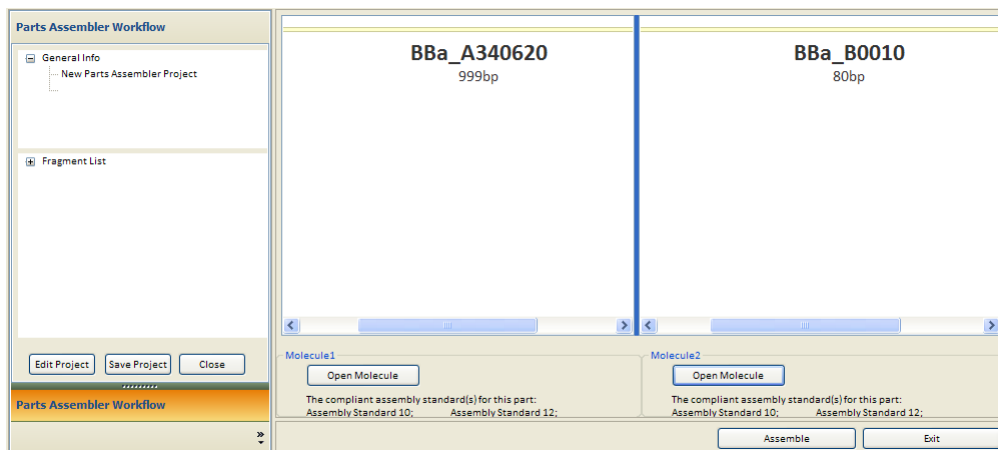 Parts Assembler Workflow
General Info
New Parts Assembler Project
Fragment List
Edit Project
Save Project
Close
Parts Assembler Workflow
BBa_A340620
999bp
BBa_B0010
80bp
Molecule1
Open Molecule
The compliant assembly standard(s) for this part:
Assembly Standard 10; Assembly Standard 12;
Molecule2
Open Molecule
The compliant assembly standard(s) for this part:
Assembly Standard 10; Assembly Standard 12;
Assemble
Exit